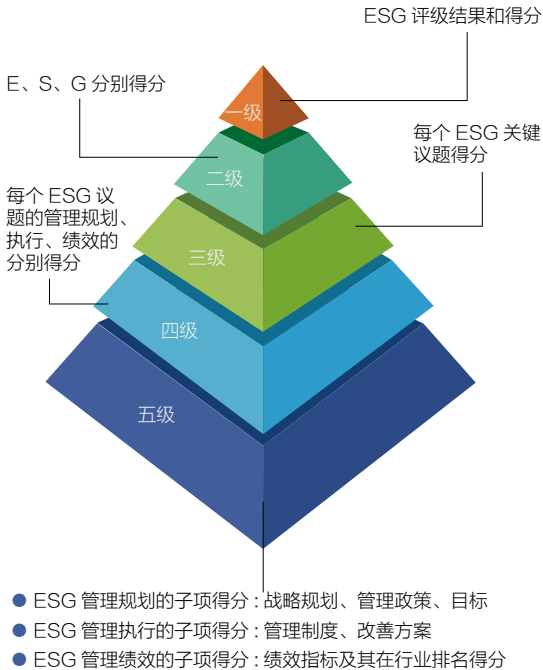 ESG 评级结果和得分
一级
E、S、G 分别得分
每个 ESG 关键
议题得分
二级
每个 ESG 议
题的管理规划、
执行、绩效的
分别得分
三级
四级
五级
ESG 管理规划的子项得分 : 战略规划、管理政策、目标
ESG 管理执行的子项得分 : 管理制度、改善方案
ESG 管理绩效的子项得分 : 绩效指标及其在行业排名得分